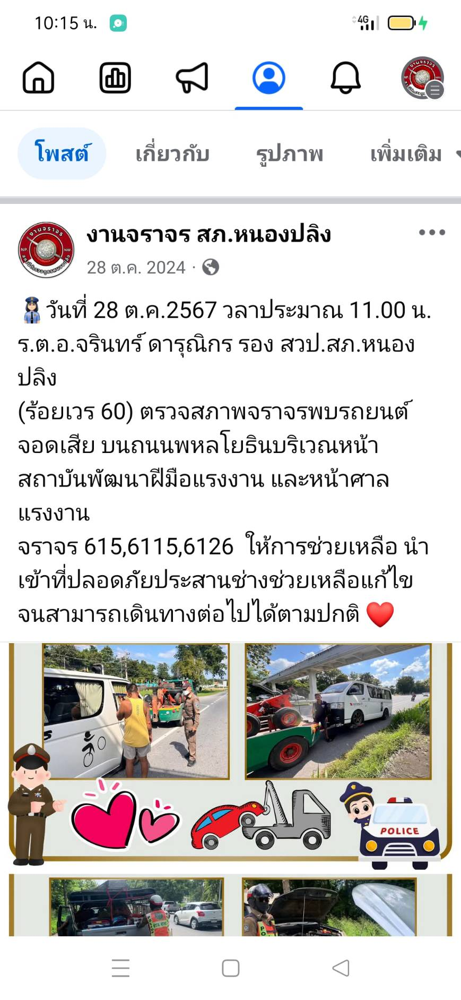 10:15 น.
4G
โพสต์ เกี่ยวกับ รูปภาพ เพิ่มเติม
งานจราจร
NP. NW.
งานจราจร สภ.หนองปลิง
28 ต.ค. 2024 ·
วันที่ 28 ต.ค.2567 วลาประมาณ 11.00 น.
ร.ต.อ.จรินทร์ ดารุณิกร รอง สวป.สภ.หนอง
ปลิง
(ร้อยเวร 60) ตรวจสภาพจราจรพบรถยนต์
จอดเสีย บนถนนพหลโยธินบริเวณหน้า
สถาบันพัฒนาฝีมือแรงงาน และหน้าศาล
แรงงาน
จราจร 615,6115,6126 ให้การช่วยเหลือ นำ
เข้าที่ปลอดภัยประสานช่างช่วยเหลือแก้ไข
จนสามารถเดินทางต่อไปได้ตามปกติ ❤️
POLICE